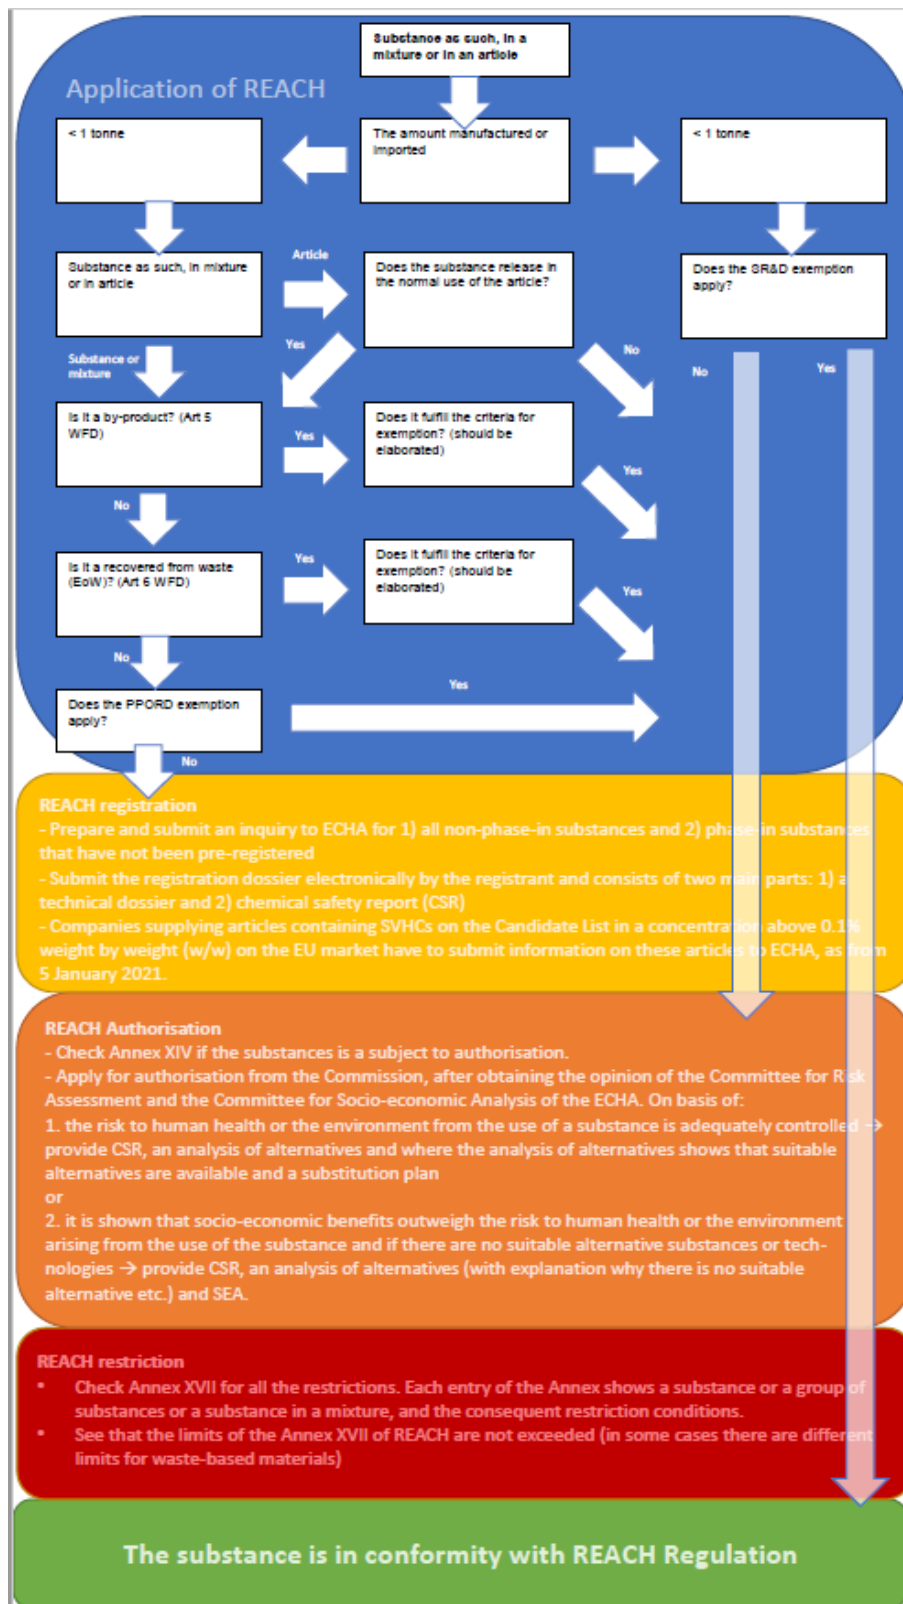 Substance as such, in a
mixture or in an article
Application of REACH
< 1 tonne
The amount manufactured or
imported
< 1 tonne
Substance as such, in mixture
or in article
Article
Does the substance release in
the normal use of the article?
Does the SR&D exemption
apply?
Substance or
mixture
Yes
No
No
Yes
Is it a by-product? (Art 5
WFD)
Yes
Does it fulfill the criteria for
exemption? (should be
elaborated)
Yes
No
Is it a recovered from waste
(EoW)? (Art 6 WFD)
Yes
Does it fulfill the criteria for
exemption? (should be
elaborated)
Yes
No
Does the PPORD exemption
apply?
Yes
No
REACH registration
- Prepare and submit an inquiry to ECHA for 1) all non-phase-in substances and 2) phase-in substances
that have not been pre-registered
- Submit the registration dossier electronically by the registrant and consists of two main parts: 1) a
technical dossier and 2) chemical safety report (CSR)
- Companies supplying articles containing SVHCs on the Candidate List in a concentration above 0.1%
weight by weight (w/w) on the EU market have to submit information on these articles to ECHA, as from
5 January 2021.
REACH Authorisation
- Check Annex XIV if the substances is a subject to authorisation.
- Apply for authorisation from the Commission, after obtaining the opinion of the Committee for Risk
Assessment and the Committee for Socio-economic Analysis of the ECHA. On basis of:
1. the risk to human health or the environment from the use of a substance is adequately controlled →
provide CSR, an analysis of alternatives and where the analysis of alternatives shows that suitable
alternatives are available and a substitution plan
or
2. it is shown that socio-economic benefits outweigh the risk to human health or the environment
arising from the use of the substance and if there are no suitable alternative substances or tech-
nologies → provide CSR, an analysis of alternatives (with explanation why there is no suitable
alternative etc.) and SEA.
REACH restriction
• Check Annex XVII for all the restrictions. Each entry of the Annex shows a substance or a group of
substances or a substance in a mixture, and the consequent restriction conditions.
• See that the limits of the Annex XVII of REACH are not exceeded (in some cases there are different
limits for waste-based materials)
The substance is in conformity with REACH Regulation